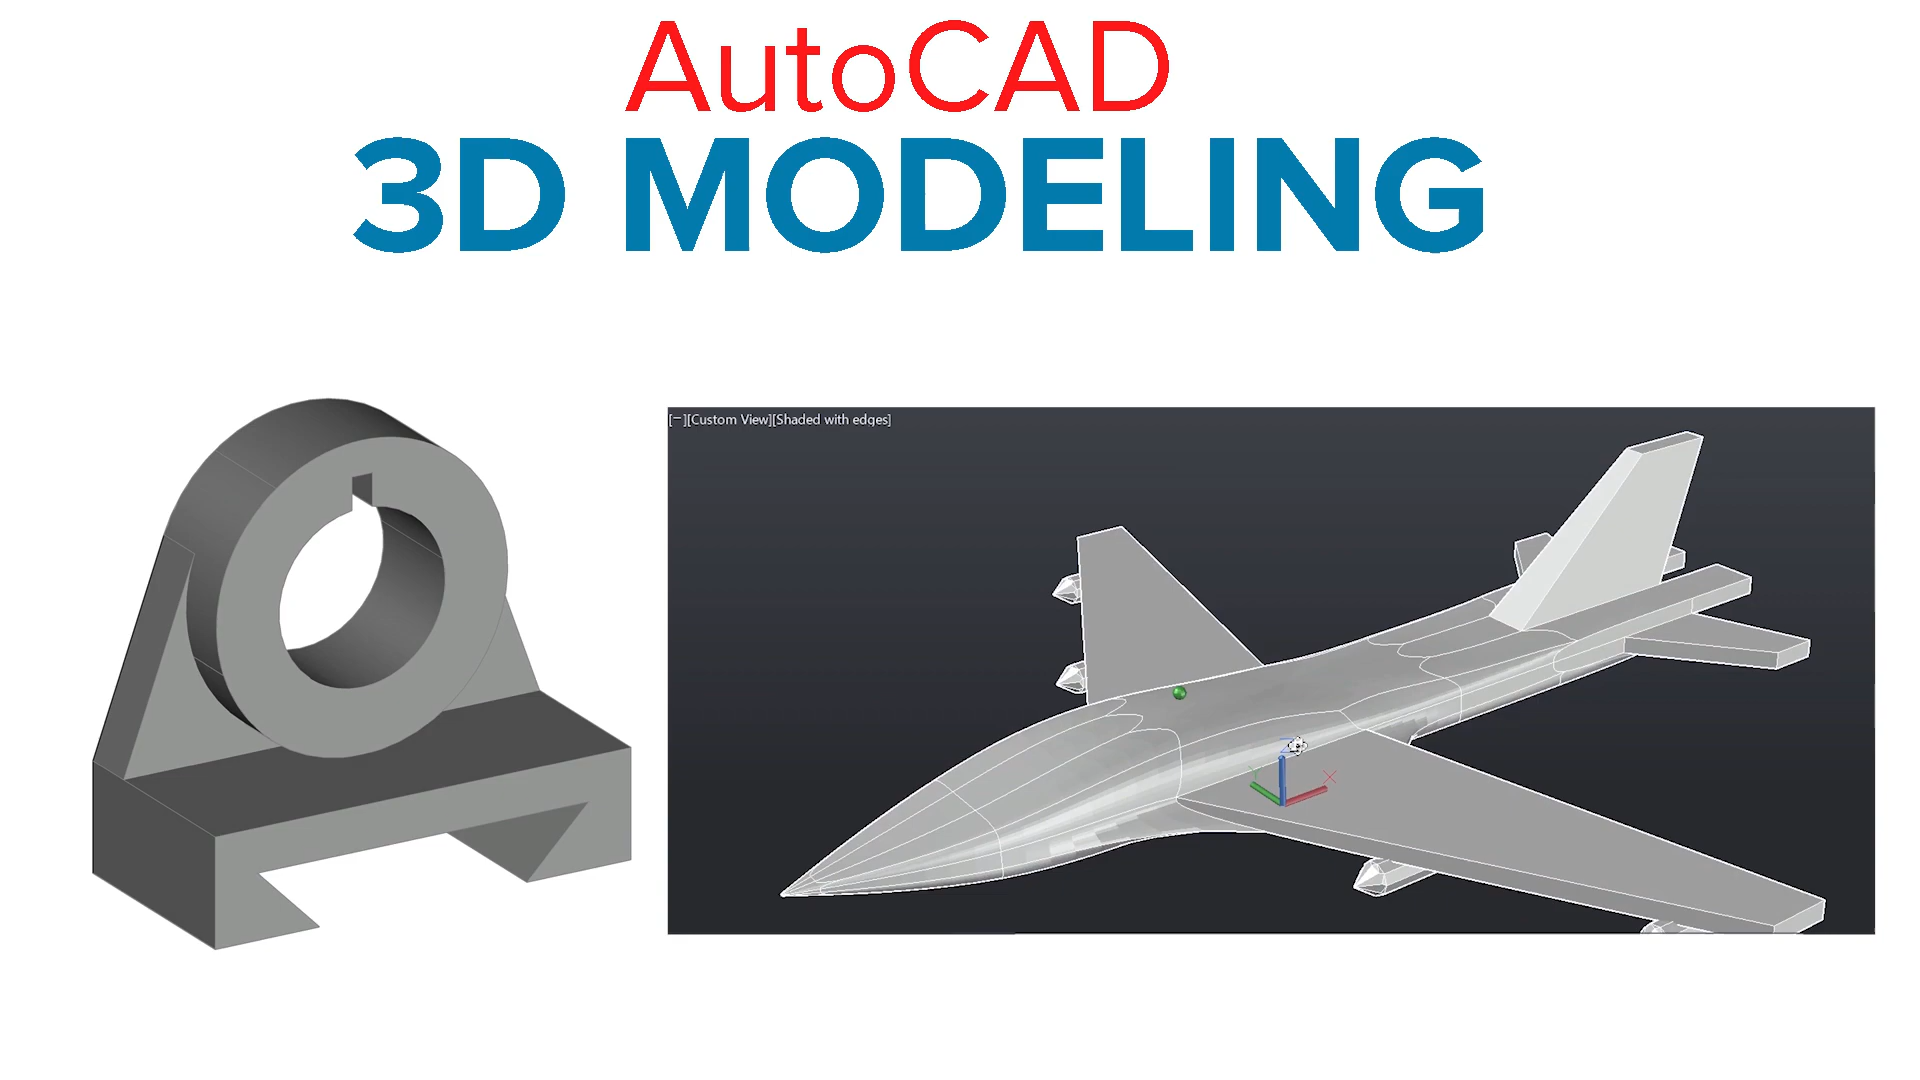 AutoCAD
3D MODELING
[−][Custom View][Shaded with edges]
Z
Y
X